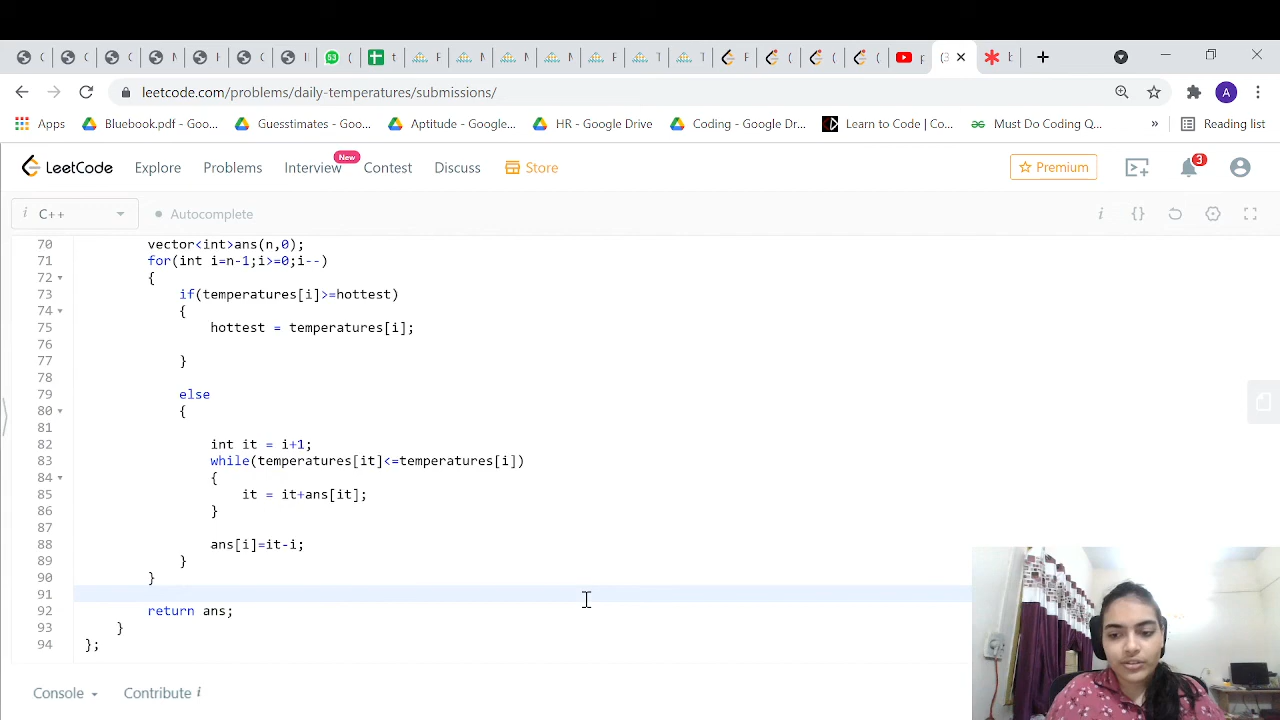 C C C M H C I 53 ( t F M M M F T T F ( ( ( p (3 b
leetcode.com/problems/daily-temperatures/submissions/ A
Apps Bluebook.pdf - Goo... Guesstimates - Goo... Aptitude - Google... HR - Google Drive Coding - Google Dr... Learn to Code | Co... Must Do Coding Q... » Reading list
LeetCode Explore Problems Interview New Contest Discuss Store Premium 3
i C++ Autocomplete i {}
70 vector<int>ans(n,0);
71 for(int i=n-1;i>=0;i--)
72 {
73 if(temperatures[i]>=hottest)
74 {
75 hottest = temperatures[i];
76
77 }
78
79 else
80 {
81
82 int it = i+1;
83 while(temperatures[it]<=temperatures[i])
84 {
85 it = it+ans[it];
86 }
87
88 ans[i]=it-i;
89 }
90 }
91
92 return ans;
93 }
94 };
Console Contribute i